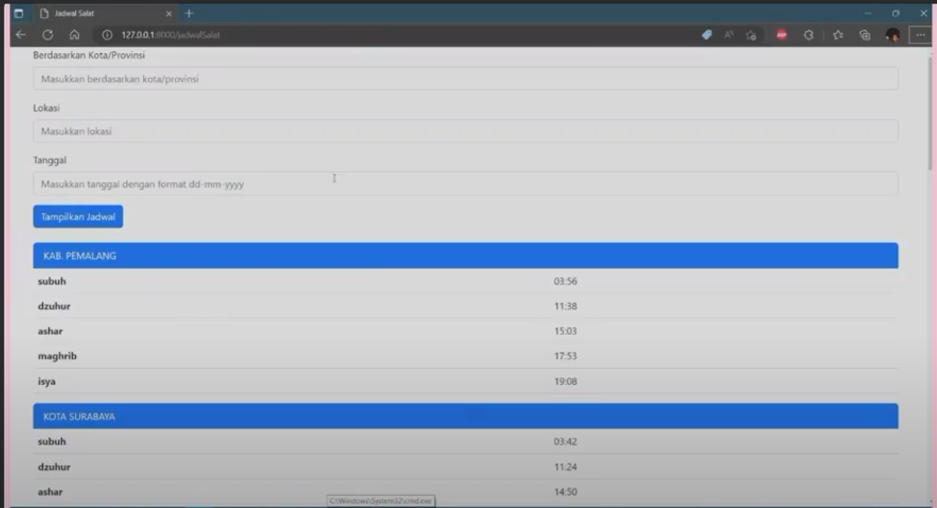 Jadwal Salat
127.0.0.1:8000/jadwalSalat
Berdasarkan Kota/Provinsi
Masukkan berdasarkan kota/provinsi
Lokasi
Masukkan lokasi
Tanggal
Masukkan tanggal dengan format dd-mm-yyyy
Tampilkan Jadwal
KAB. PEMALANG
subuh 03:56
dzuhur 11:38
ashar 15:03
maghrib 17:53
isya 19:08
KOTA SURABAYA
subuh 03:42
dzuhur 11:24
ashar 14:50
C:\Windows\System32\cmd.exe